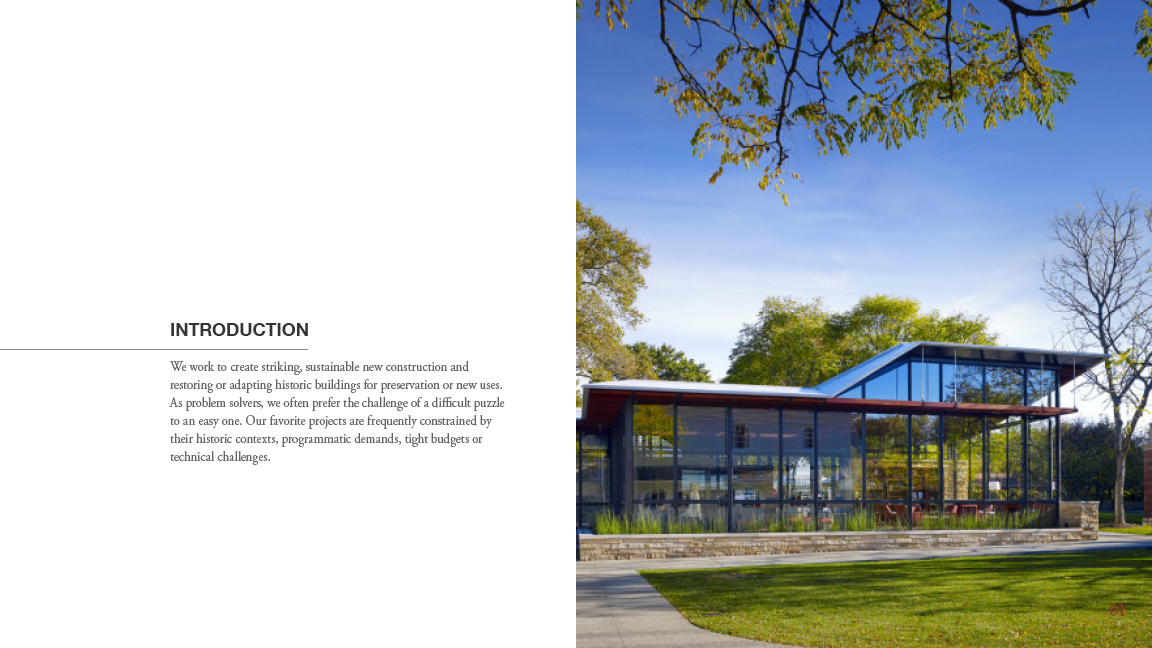 INTRODUCTION
We work to create striking, sustainable new construction and
restoring or adapting historic buildings for preservation or new uses.
As problem solvers, we often prefer the challenge of a difficult puzzle
to an easy one. Our favorite projects are frequently constrained by
their historic contexts, programmatic demands, tight budgets or
technical challenges.
01